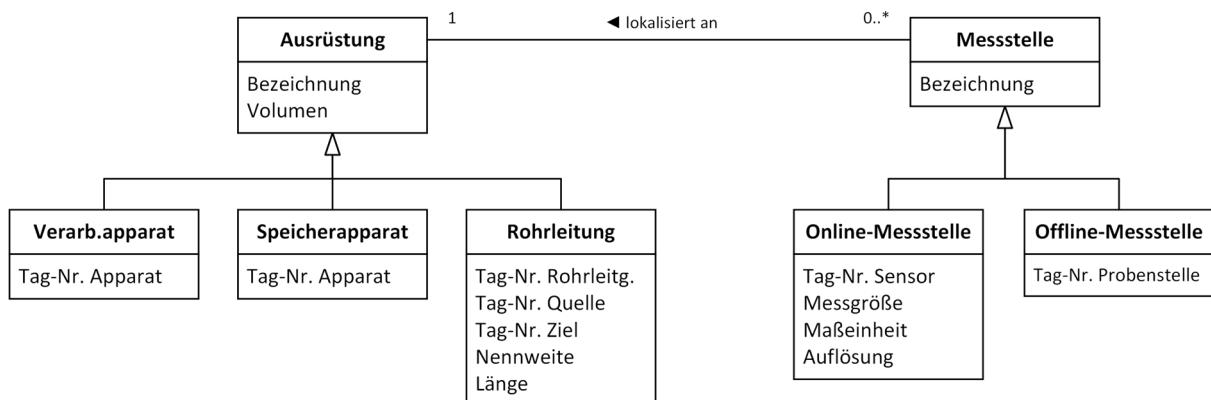 1
◄ lokalisiert an
0..*
Ausrüstung
Bezeichnung
Volumen
Messstelle
Bezeichnung
Verarb.apparat
Tag-Nr. Apparat
Speicherapparat
Tag-Nr. Apparat
Rohrleitung
Tag-Nr. Rohrleitg.
Tag-Nr. Quelle
Tag-Nr. Ziel
Nennweite
Länge
Online-Messstelle
Tag-Nr. Sensor
Messgröße
Maßeinheit
Auflösung
Offline-Messstelle
Tag-Nr. Probenstelle